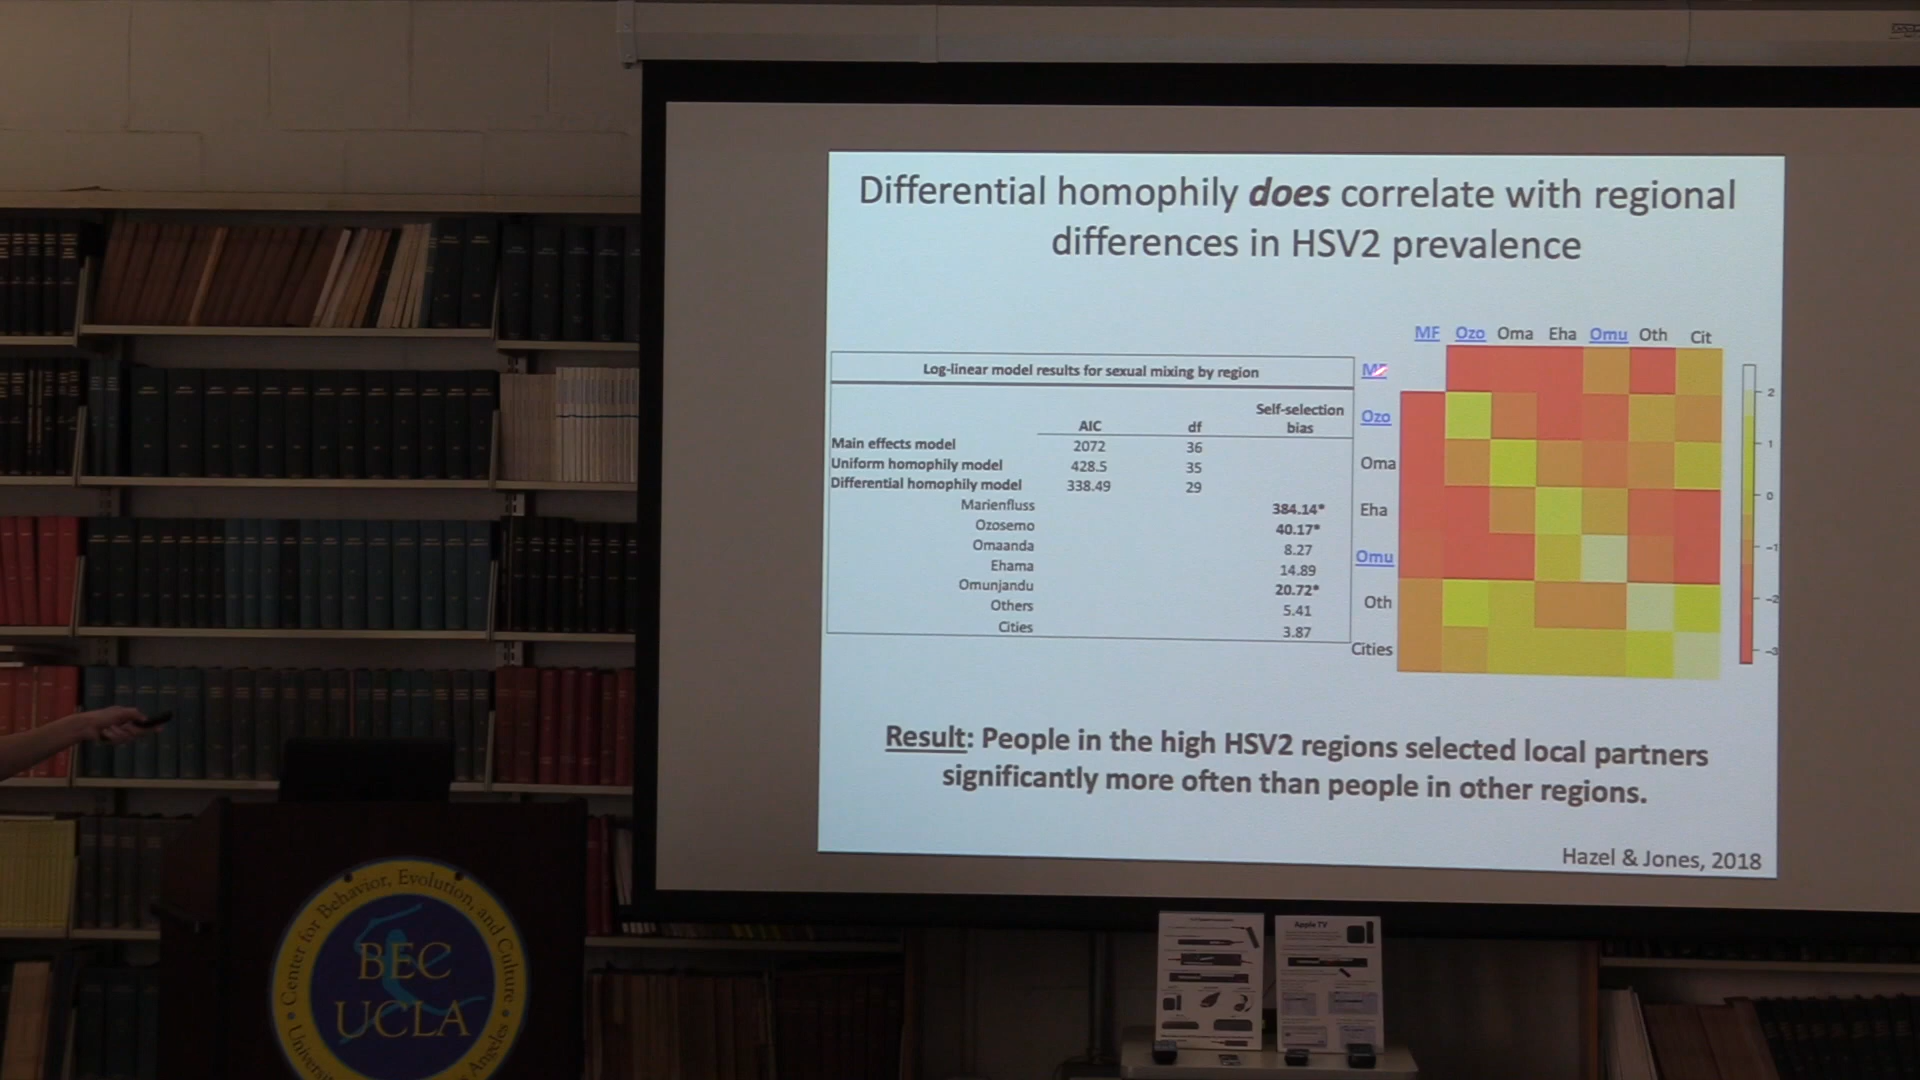 Differential homophily does correlate with regional
differences in HSV2 prevalence
Log-linear model results for sexual mixing by region
AIC df Self-selection bias
Main effects model 2072 36
Uniform homophily model 428.5 35
Differential homophily model 338.49 29
Marienfluss 384.14*
Ozosemo 40.17*
Omaanda 8.27
Ehama 14.89
Omunjandu 20.72*
Others 5.41
Cities 3.87
MF Ozo Oma Eha Omu Oth Cit
Ozo
Oma
Eha
Omu
Oth
Cities
2
1
0
-1
-2
-3
Result: People in the high HSV2 regions selected local partners
significantly more often than people in other regions.
Hazel & Jones, 2018
Center for Behavior, Evolution, and Culture
BEC
UCLA
Apple TV